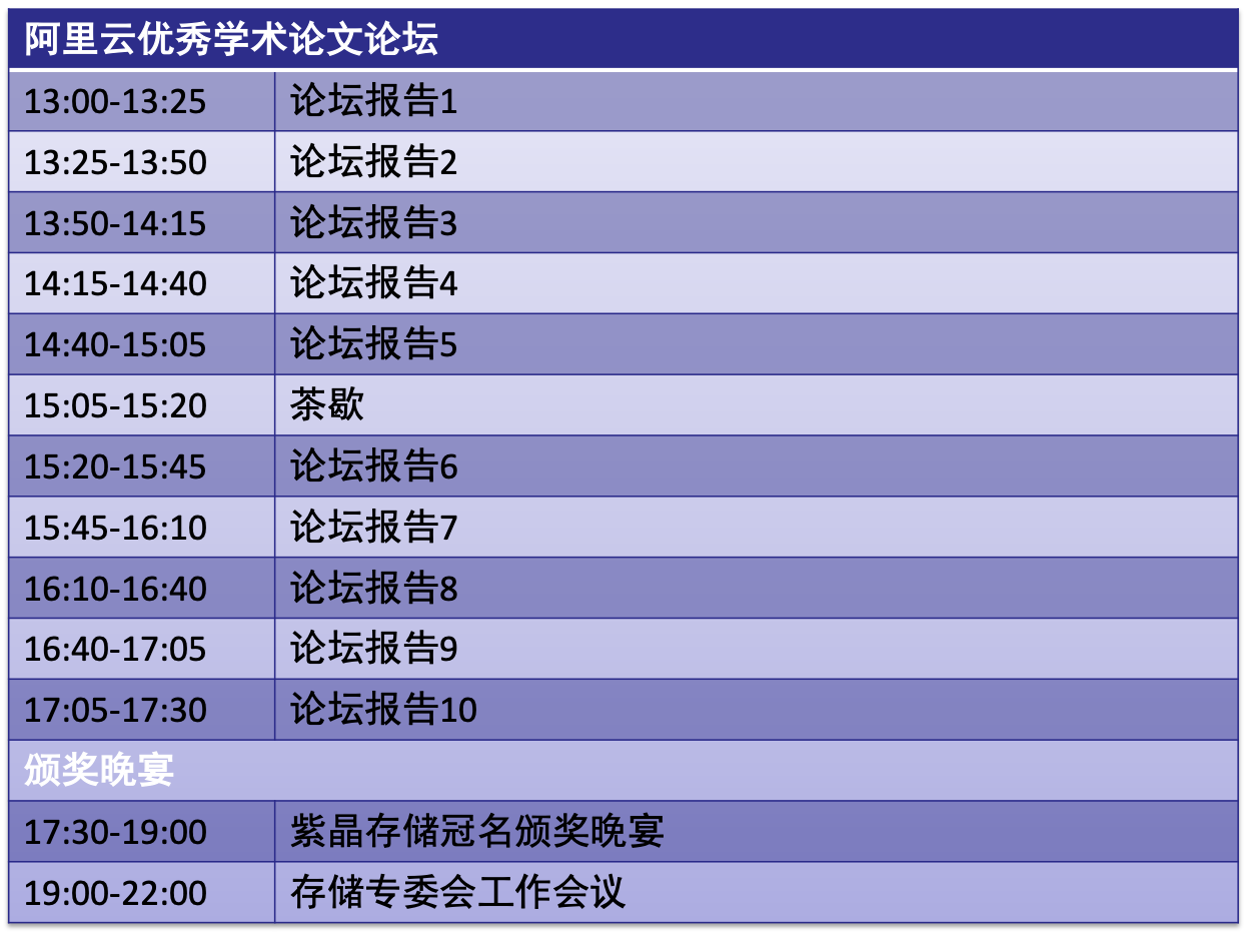 阿里云优秀学术论文论坛
13:00-13:25 论坛报告1
13:25-13:50 论坛报告2
13:50-14:15 论坛报告3
14:15-14:40 论坛报告4
14:40-15:05 论坛报告5
15:05-15:20 茶歇
15:20-15:45 论坛报告6
15:45-16:10 论坛报告7
16:10-16:40 论坛报告8
16:40-17:05 论坛报告9
17:05-17:30 论坛报告10
颁奖晚宴
17:30-19:00 紫晶存储冠名颁奖晚宴
19:00-22:00 存储专委会工作会议